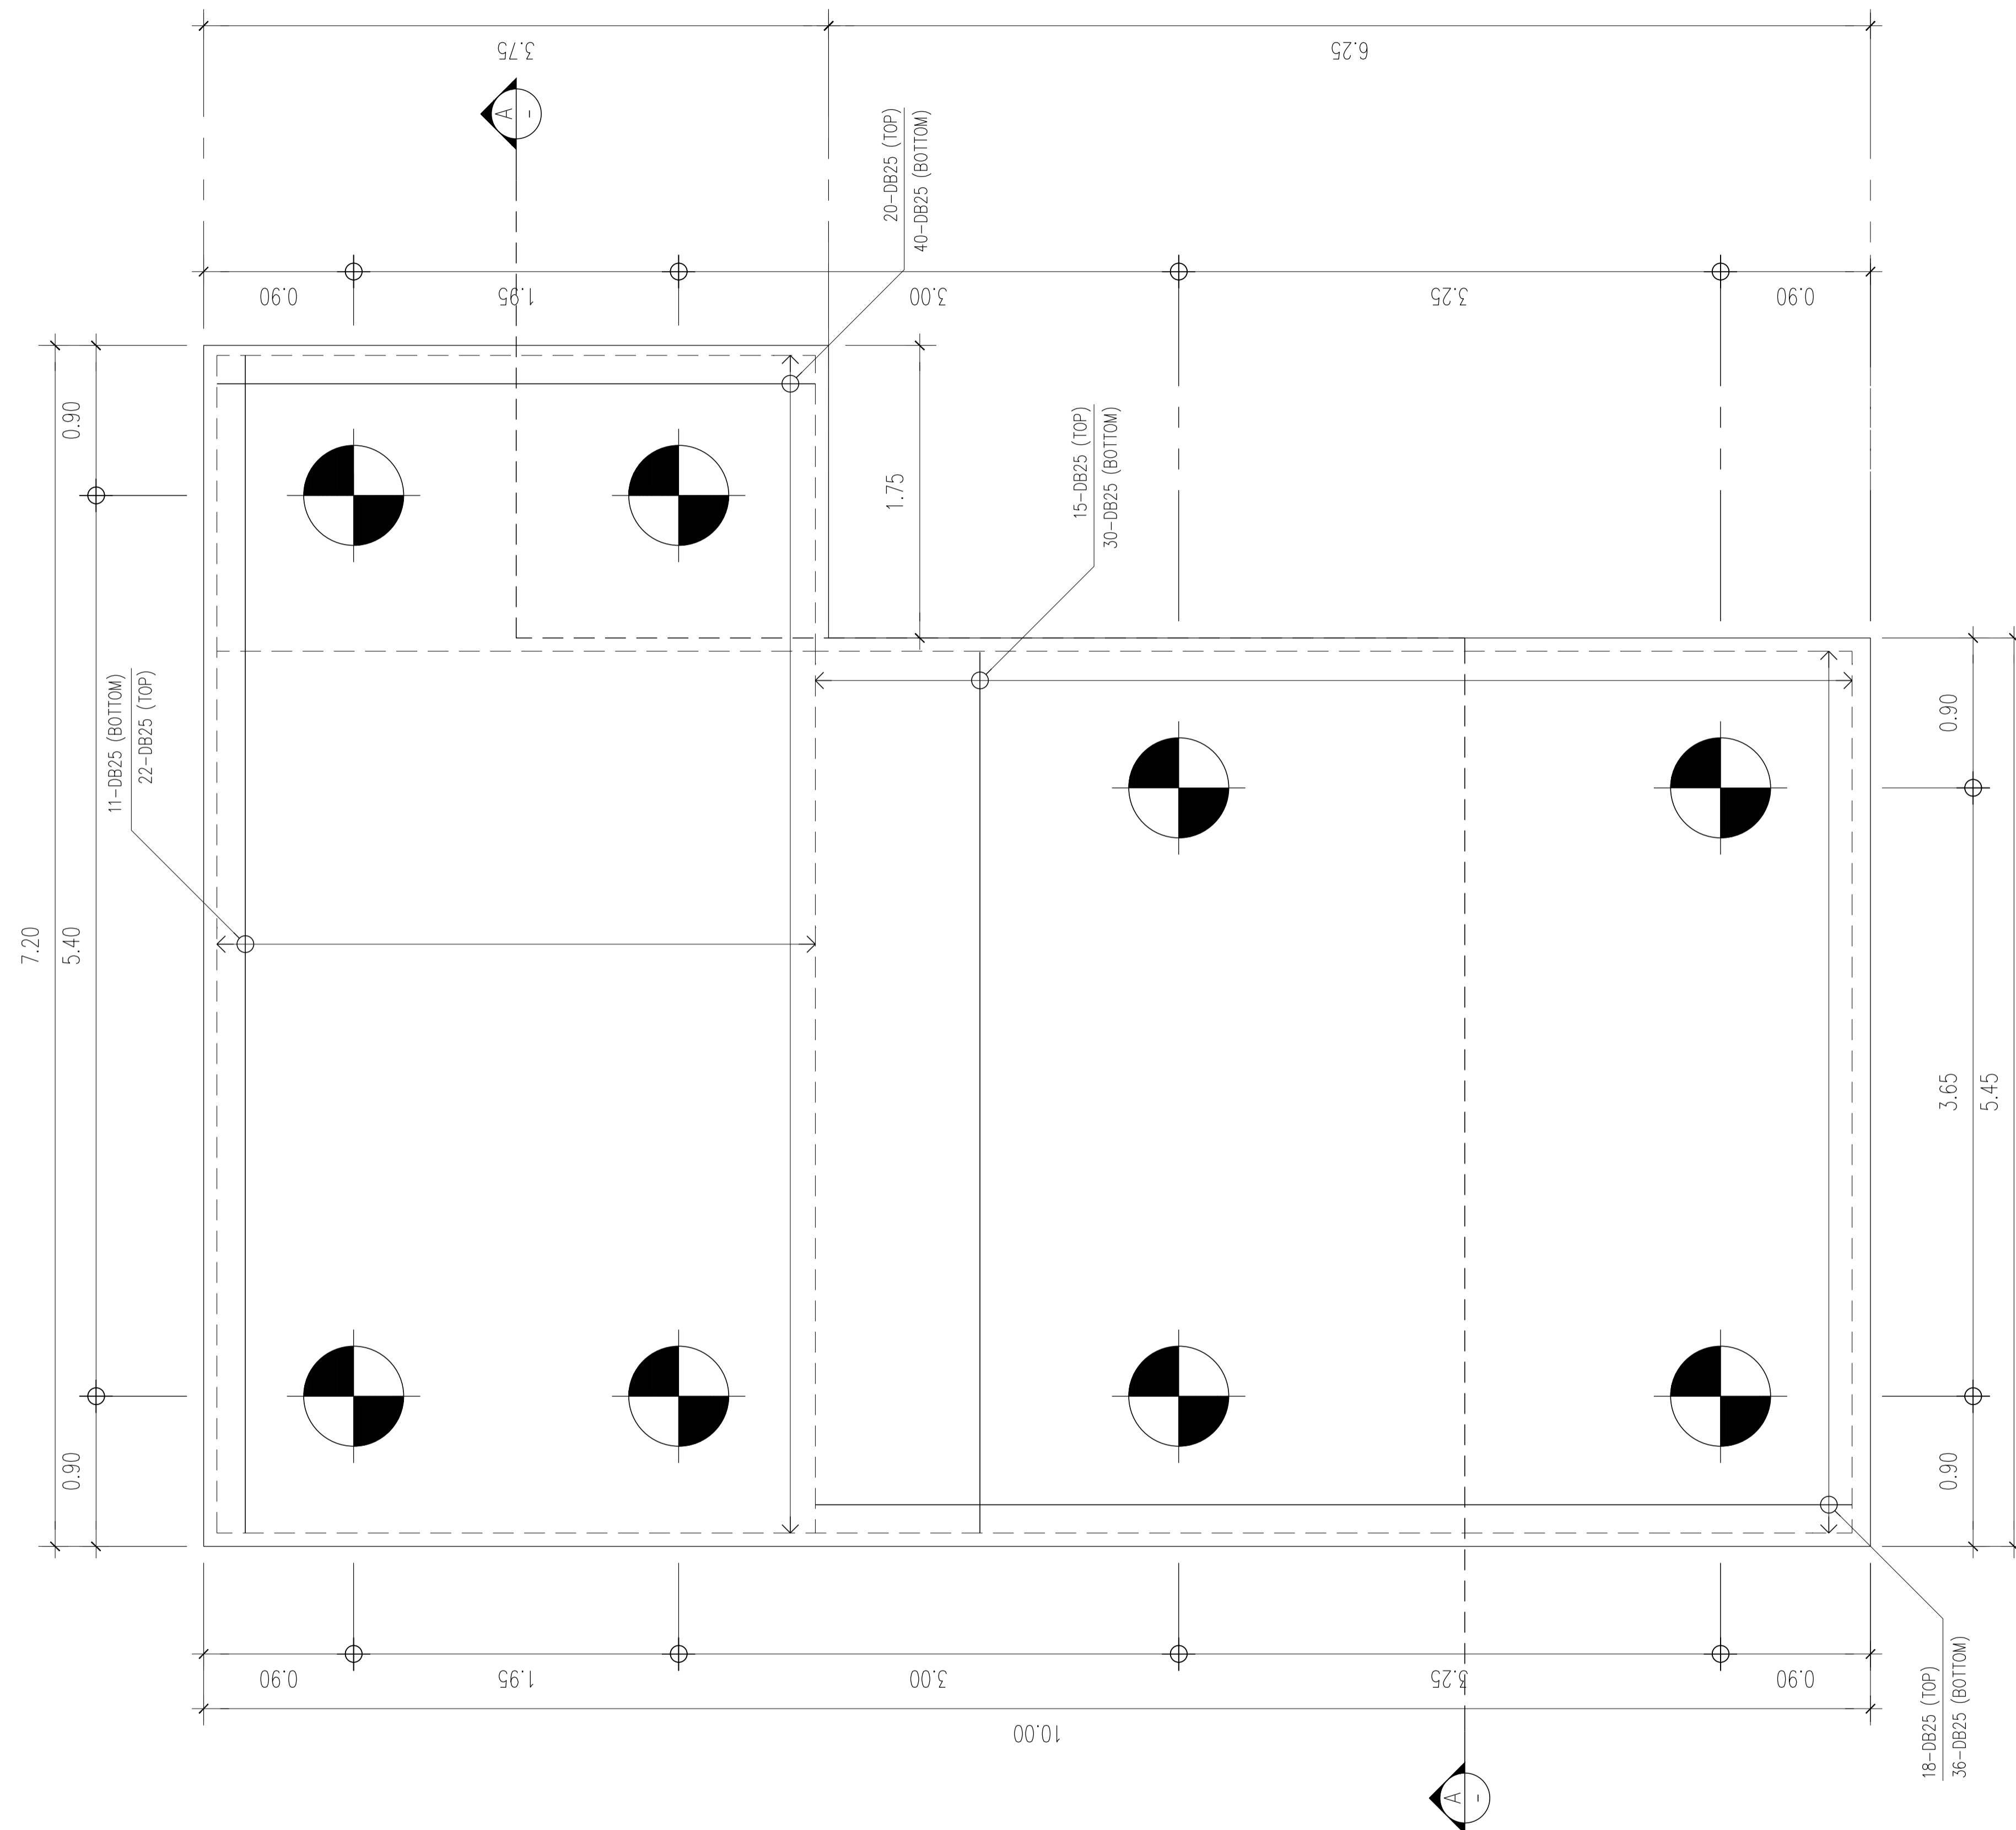 3.75
6.25
A
-
20-DB25 (TOP)
40-DB25 (BOTTOM)
0.90
1.95
3.00
3.25
0.90
0.90
1.75
15-DB25 (TOP)
30-DB25 (BOTTOM)
11-DB25 (BOTTOM)
22-DB25 (TOP)
0.90
7.20
5.40
3.65
5.45
0.90
0.90
0.90
1.95
3.00
3.25
0.90
10.00
18-DB25 (TOP)
36-DB25 (BOTTOM)
A
-